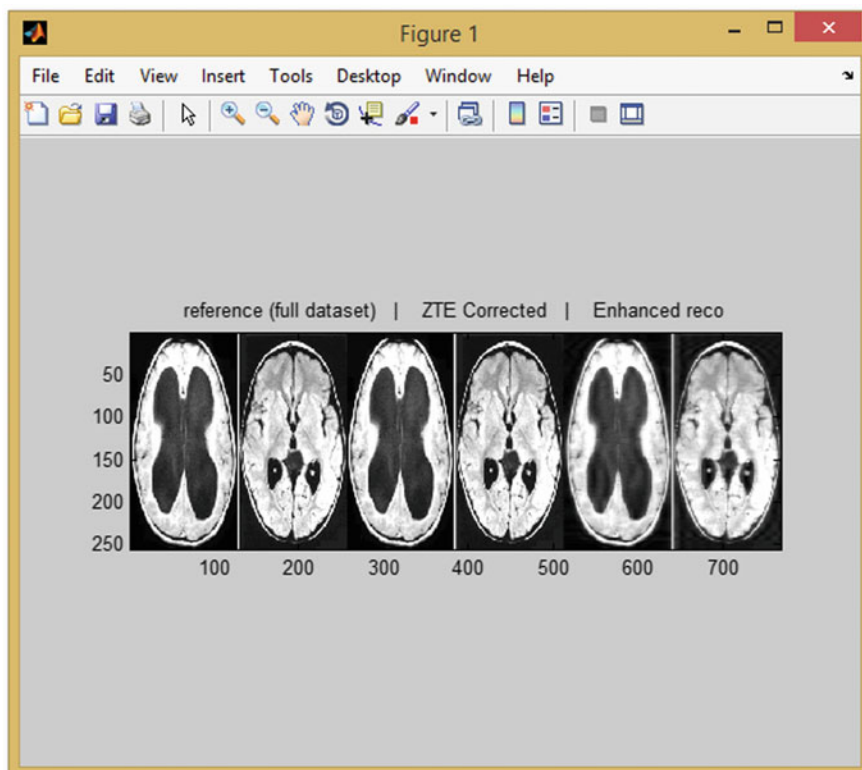 Figure 1
File Edit View Insert Tools Desktop Window Help
reference (full dataset) | ZTE Corrected | Enhanced reco
50
100
150
200
250
100 200 300 400 500 600 700